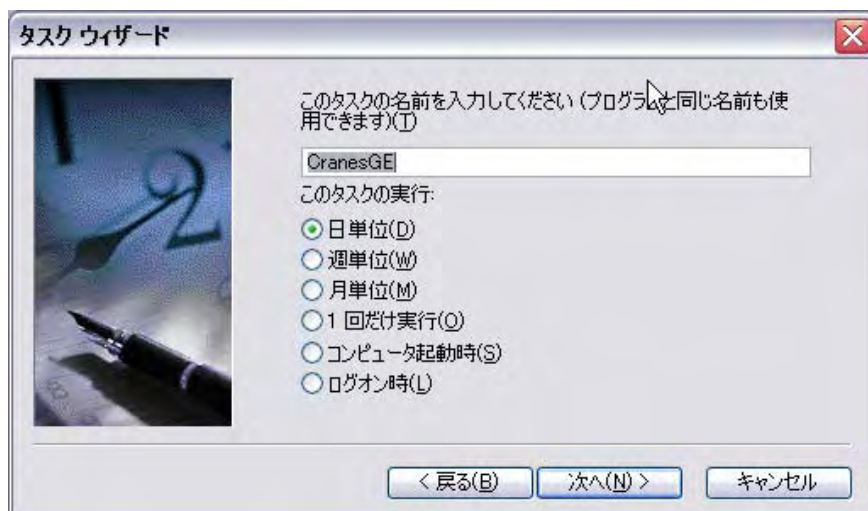 タスク ウィザード
このタスクの名前を入力してください (プログラムと同じ名前も使
用できます)(T)
CranesGE
このタスクの実行:
日単位(D)
週単位(W)
月単位(M)
1 回だけ実行(O)
コンピュータ起動時(S)
ログオン時(L)
< 戻る(B)
次へ(N) >
キャンセル